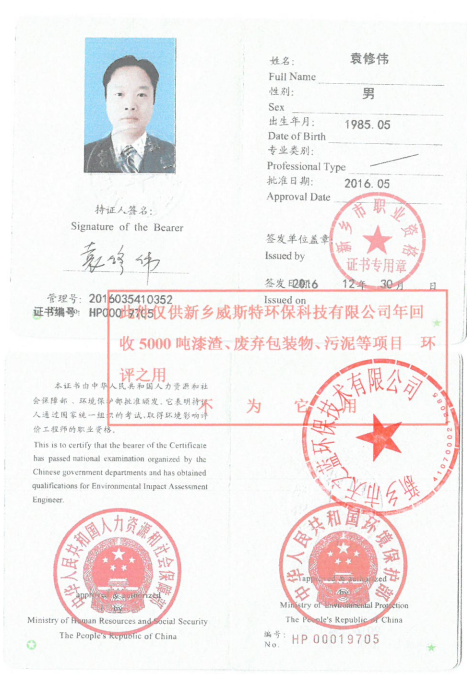 姓名:
袁修伟
Full Name
性别:
男
Sex
出生年月:
1985.05
Date of Birth
专业类别:
Professional Type
批准日期:
2016.05
Approval Date
持证人签名:
Signature of the Bearer
袁修伟
签发单位盖章
Issued by
新乡市职业资格
证书专用章
签发日期:
2016 12 月 30 日
Issued on
管理号: 2016035410352
证书编号: HP00019705
仅供新乡威斯特环保科技有限公司年回
收5000吨漆渣、废弃包装物、污泥等项目 环
评之用
不 为 它 用
本证书由中华人民共和国人力资源和社
会保障部、环境保护部批准颁发。它表明持证
人通过国家统一组织的考试,取得环境影响评
价工程师的职业资格。
This is to certify that the bearer of the Certificate
has passed national examination organized by the
Chinese government departments and has obtained
qualifications for Environmental Impact Assessment
Engineer.
环保技术有限公司
新乡市
中华人民共和国人力资源和社会保障部
approved & authorized
by
Ministry of Human Resources and Social Security
The People's Republic of China
中华人民共和国环境保护部
approved & authorized
by
Ministry of Environmental Protection
The People's Republic of China
编号:
No.
HP 00019705